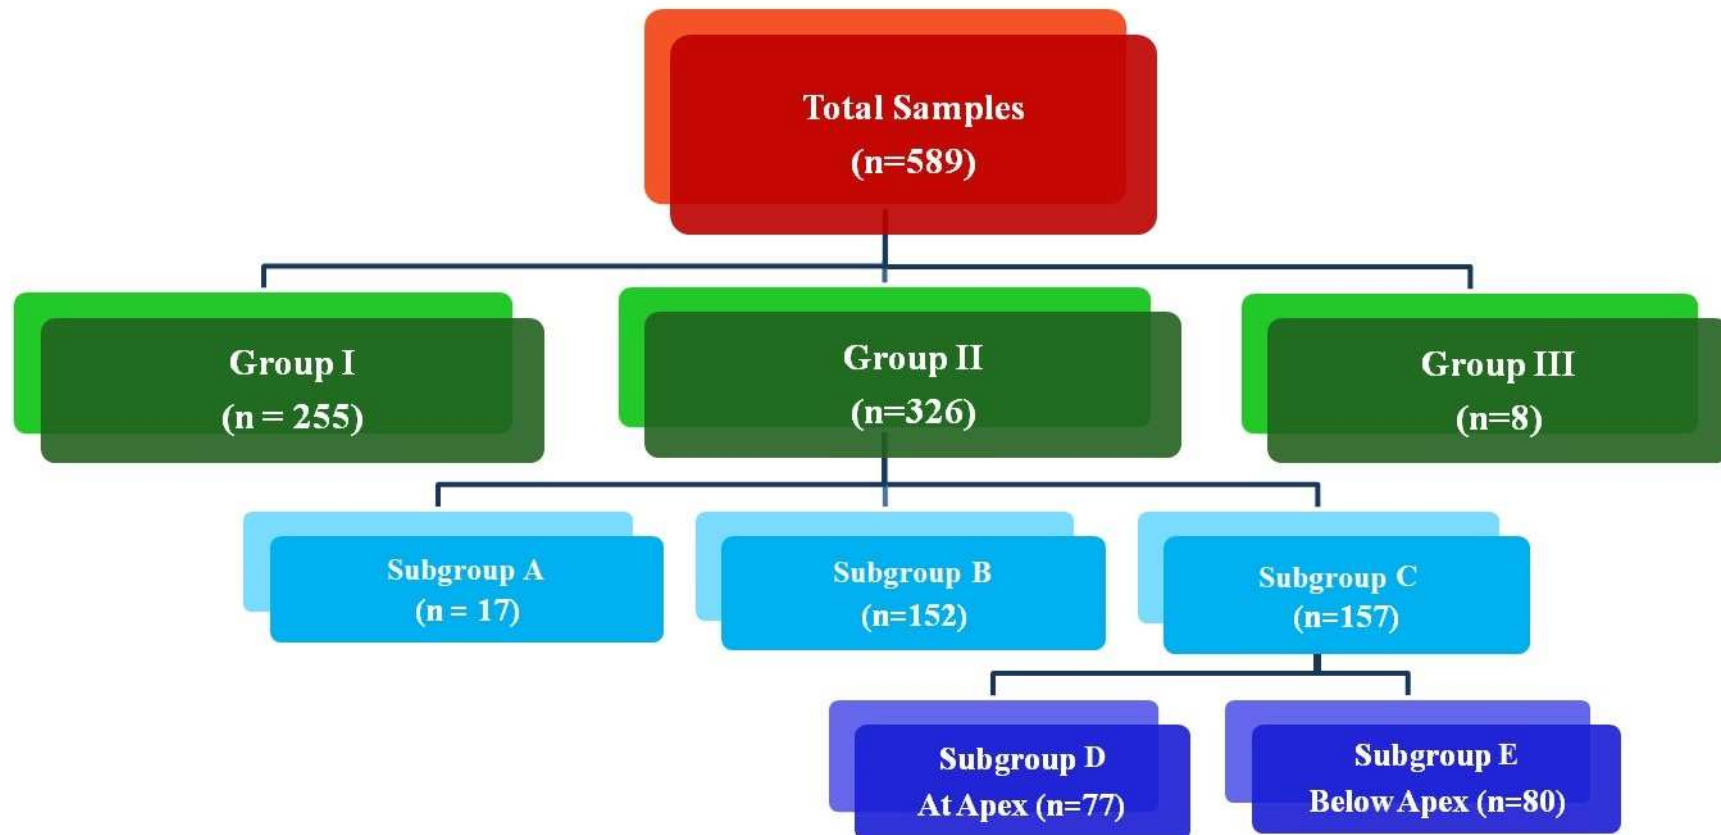 Total Samples
(n=589)
Group I
(n = 255)
Group II
(n=326)
Group III
(n=8)
Subgroup A
(n = 17)
Subgroup B
(n=152)
Subgroup C
(n=157)
Subgroup D
At Apex (n=77)
Subgroup E
Below Apex (n=80)